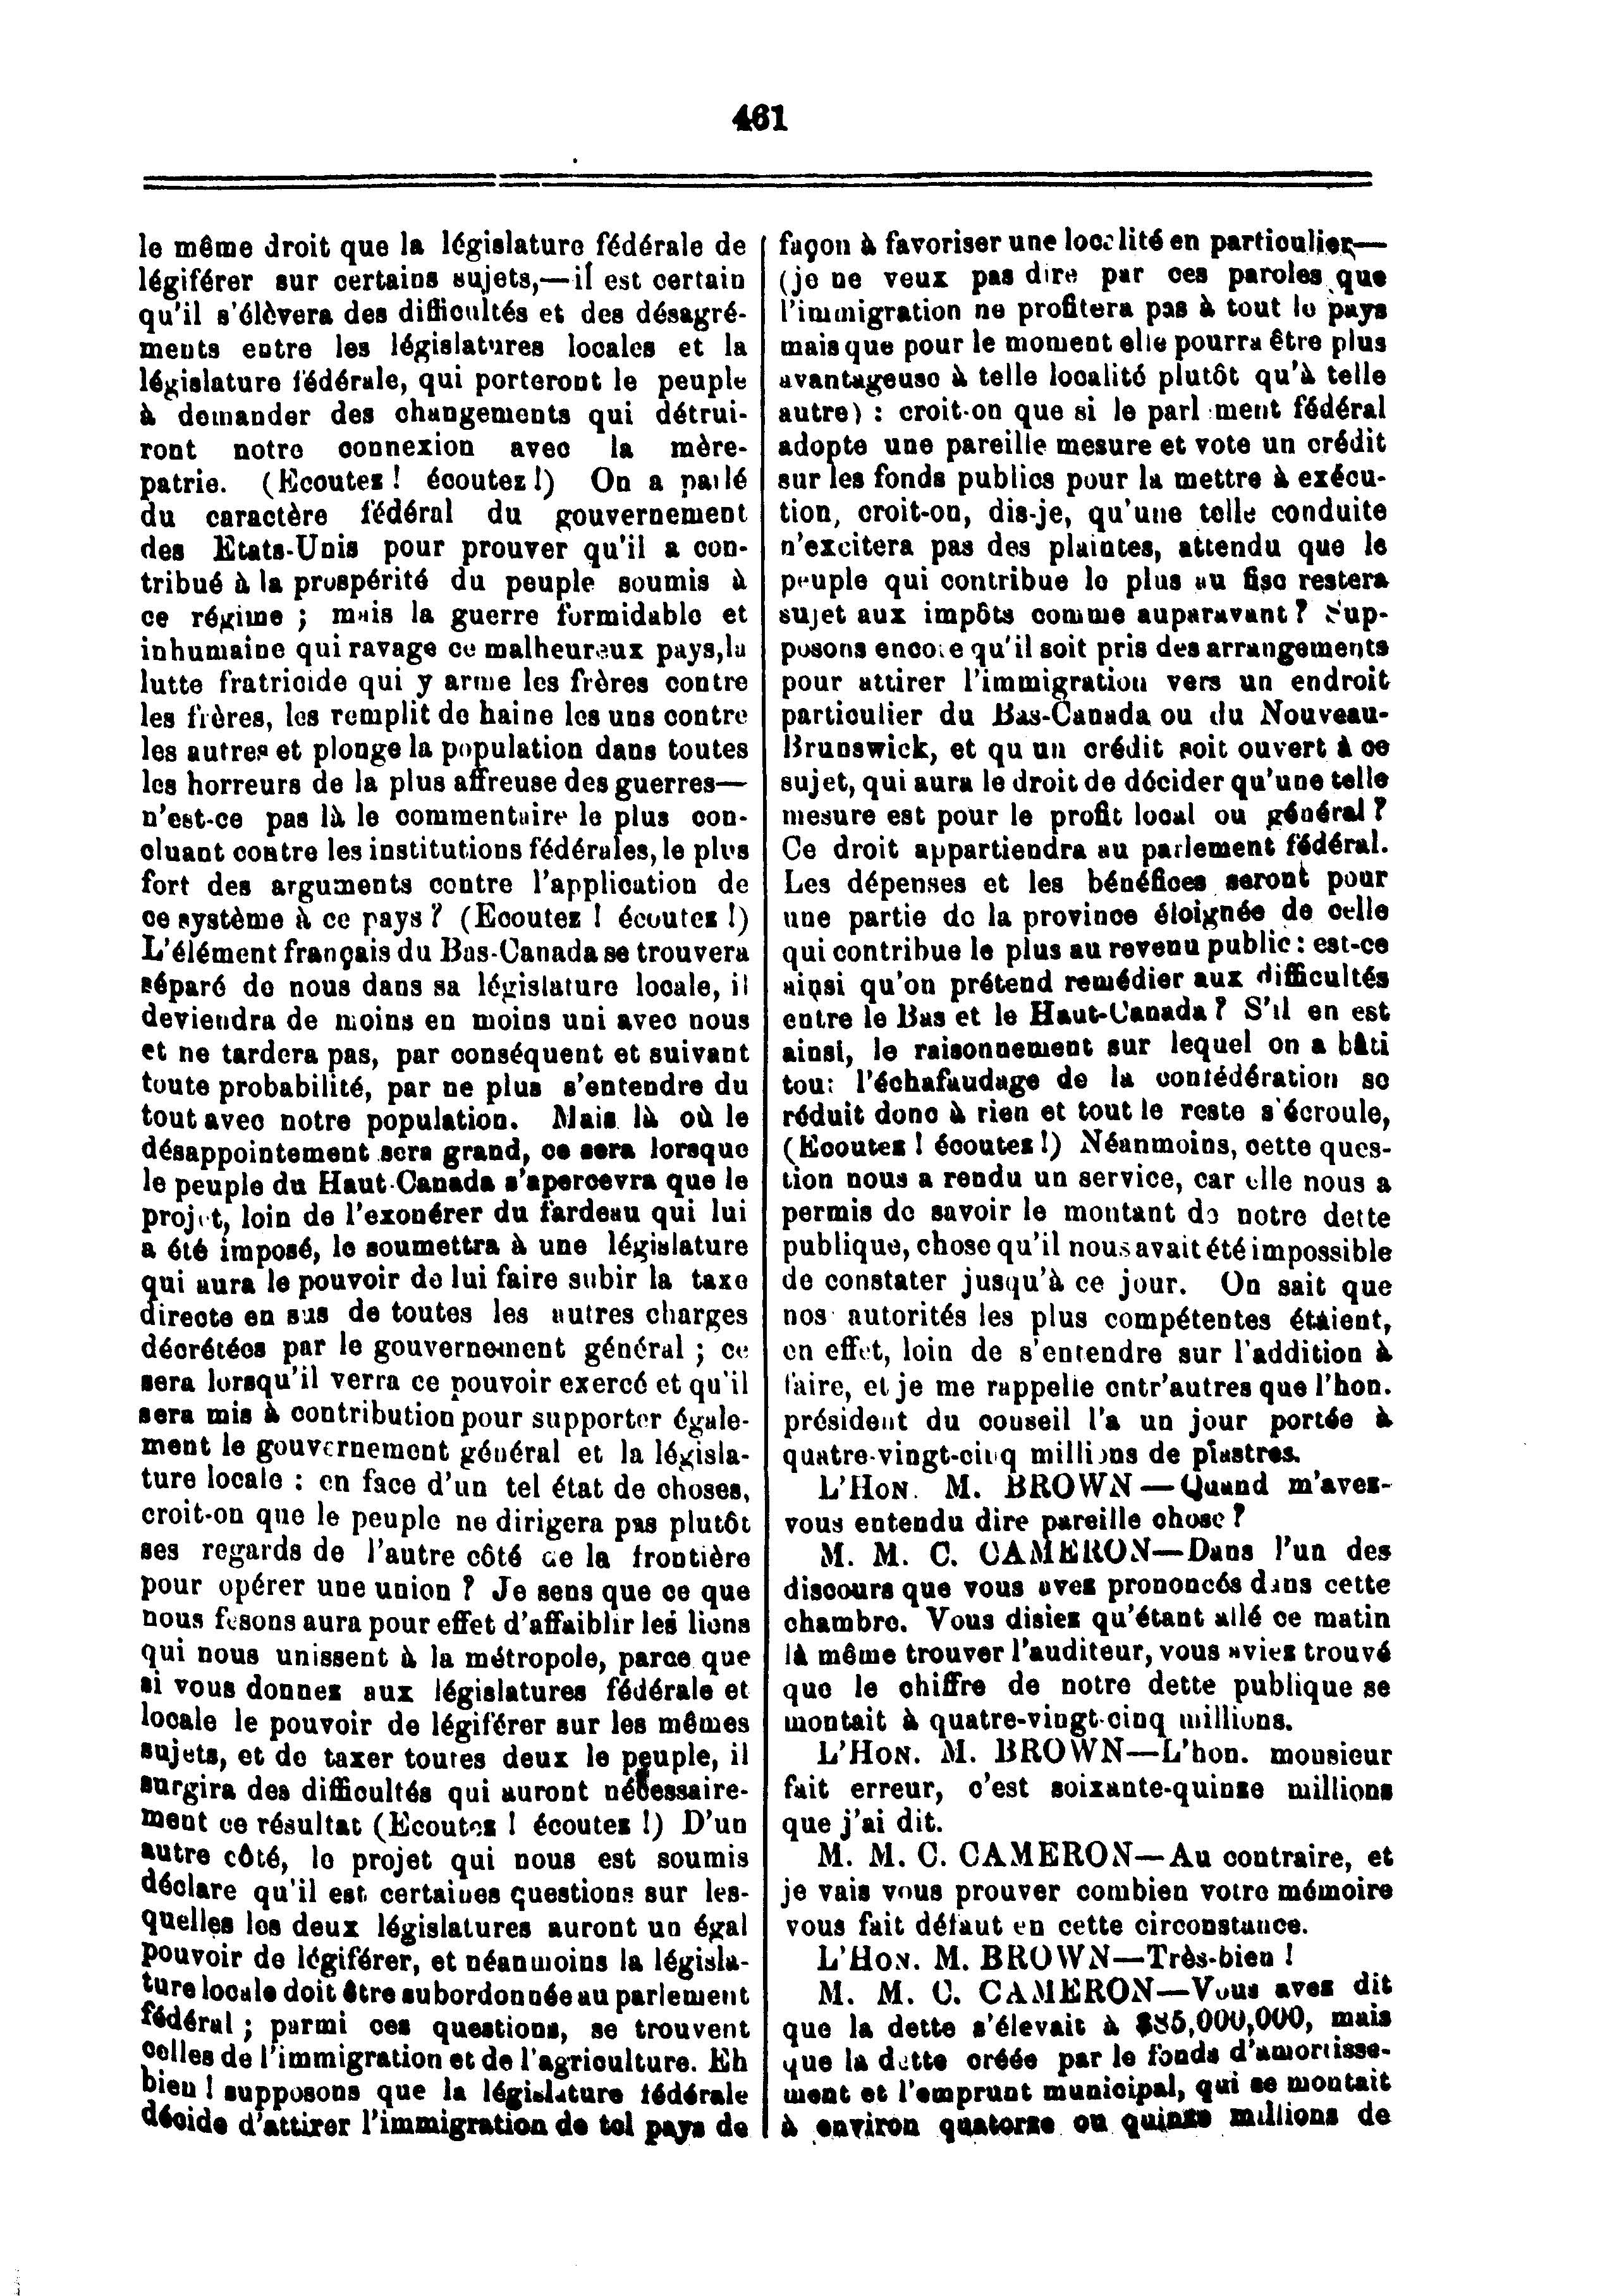 461
le même droit que la législature fédérale de
légiférer sur certains sujets,—il est certain
qu'il s'élèvera des difficultés et des désagré-
ments entre les législatures locales et la
législature fédérale, qui porteront le peuple
à demander des changements qui détrui-
ront notre connexion avec la mère-
patrie. (Ecoutez ! écoutez !) On a parlé
du caractère fédéral du gouvernement
des Etats-Unis pour prouver qu'il a con-
tribué à la prospérité du peuple soumis à
ce régime ; mais la guerre formidable et
inhumaine qui ravage ce malheureux pays, la
lutte fratricide qui y arme les frères contre
les frères, les remplit de haine les uns contre
les autres et plonge la population dans toutes
les horreurs de la plus affreuse des guerres—
n'est-ce pas là le commentaire le plus con-
cluant contre les institutions fédérales, le plus
fort des arguments contre l'application de
ce système à ce pays ? (Ecoutez ! écoutez !)
L'élément français du Bas-Canada se trouvera
séparé de nous dans sa législature locale, il
deviendra de moins en moins uni avec nous
et ne tardera pas, par conséquent et suivant
toute probabilité, par ne plus s'entendre du
tout avec notre population. Mais là où le
désappointement sera grand, ce sera lorsque
le peuple du Haut-Canada s'apercevra que le
projet, loin de l'exonérer du fardeau qui lui
a été imposé, le soumettra à une législature
qui aura le pouvoir de lui faire subir la taxe
directe en sus de toutes les autres charges
décrétées par le gouvernement général ; ce
sera lorsqu'il verra ce pouvoir exercé et qu'il
sera mis à contribution pour supporter égale-
ment le gouvernement général et la législa-
ture locale : en face d'un tel état de choses,
croit-on que le peuple ne dirigera pas plutôt
ses regards de l'autre côté de la frontière
pour opérer une union ? Je sens que ce que
nous fesons aura pour effet d'affaiblir les liens
qui nous unissent à la métropole, parce que
si vous donnez aux législatures fédérale et
locale le pouvoir de légiférer sur les mêmes
sujets, et de taxer toutes deux le peuple, il
surgira des difficultés qui auront nécessaire-
ment ce résultat (Ecoutez ! écoutez !) D'un
autre côté, le projet qui nous est soumis
déclare qu'il est certaines questions sur les-
quelles les deux législatures auront un égal
pouvoir de légiférer, et néanmoins la législa-
ture locale doit être subordonnée au parlement
fédéral ; parmi ces questions, se trouvent
celles de l'immigration et de l'agriculture. Eh
bien ! supposons que la législature fédérale
décide d'attirer l'immigration de tel pays de
façon à favoriser une localité en particulier,—
(je ne veux pas dire par ces paroles que
l'immigration ne profitera pas à tout le pays
mais que pour le moment elle pourra être plus
avantageuse à telle localité plutôt qu'à telle
autre) : croit-on que si le parlement fédéral
adopte une pareille mesure et vote un crédit
sur les fonds publics pour la mettre à exécu-
tion, croit-on, dis-je, qu'une telle conduite
n'excitera pas des plaintes, attendu que le
peuple qui contribue le plus au fisc restera
sujet aux impôts comme auparavant ? Sup-
posons encore qu'il soit pris des arrangements
pour attirer l'immigration vers un endroit
particulier du Bas-Canada ou du Nouveau-
Brunswick, et qu'un crédit soit ouvert à ce
sujet, qui aura le droit de décider qu'une telle
mesure est pour le profit local ou général ?
Ce droit appartiendra au parlement fédéral.
Les dépenses et les bénéfices seront pour
une partie de la province éloignée de celle
qui contribue le plus au revenu public : est-ce
ainsi qu'on prétend remédier aux difficultés
entre le Bas et le Haut-Canada ? S'il en est
ainsi, le raisonnement sur lequel on a bâti
tout l'échafaudage de la confédération se
réduit donc à rien et tout le reste s'écroule,
(Ecoutez ! écoutez !) Néanmoins, cette ques-
tion nous a rendu un service, car elle nous a
permis de savoir le montant de notre dette
publique, chose qu'il nous avait été impossible
de constater jusqu'à ce jour. On sait que
nos autorités les plus compétentes étaient,
en effet, loin de s'entendre sur l'addition à
faire, et je me rappelle entr'autres que l'hon.
président du conseil l'a un jour portée à
quatre-vingt-cinq millions de piastres.
L'HON. M. BROWN—Quand m'avez-
vous entendu dire pareille chose ?
M. M. C. CAMERON—Dans l'un des
discours que vous avez prononcés dans cette
chambre. Vous disiez qu'étant allé ce matin
là même trouver l'auditeur, vous aviez trouvé
que le chiffre de notre dette publique se
montait à quatre-vingt-cinq millions.
L'HON. M. BROWN—L'hon. monsieur
fait erreur, c'est soixante-quinze millions
que j'ai dit.
M. M. C. CAMERON—Au contraire, et
je vais vous prouver combien votre mémoire
vous fait défaut en cette circonstance.
L'HON. M. BROWN—Très-bien !
M. M. C. CAMERON—Vous avez dit
que la dette s'élevait à $85,000,000, mais
que la dette créée par le fonds d'amortisse-
ment et l'emprunt municipal, qui se montait
à environ quatorze ou quinze millions de